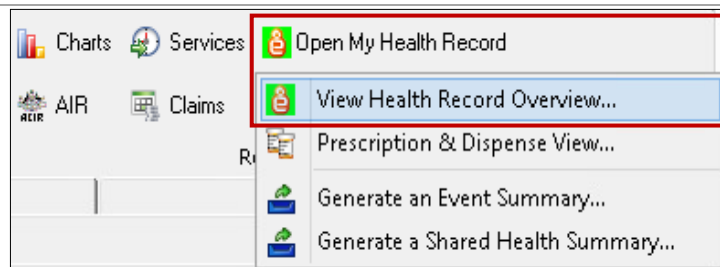 Charts Services Open My Health Record
AIR Claims View Health Record Overview...
Prescription & Dispense View...
Generate an Event Summary...
Generate a Shared Health Summary...